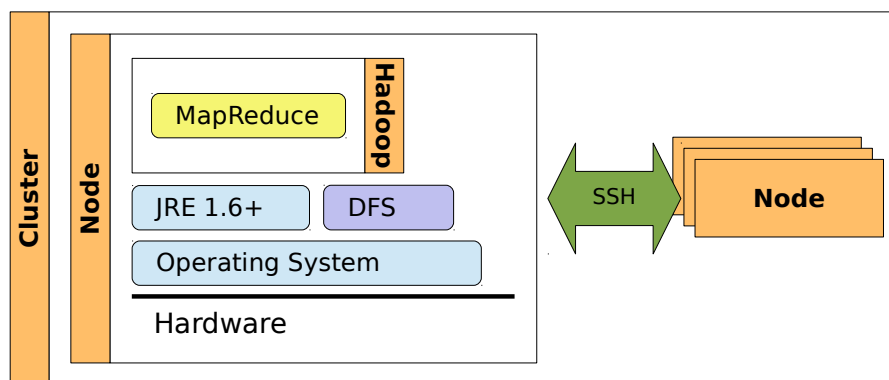 Cluster
Node
MapReduce
Hadoop
JRE 1.6+
DFS
Operating System
Hardware
SSH
Node